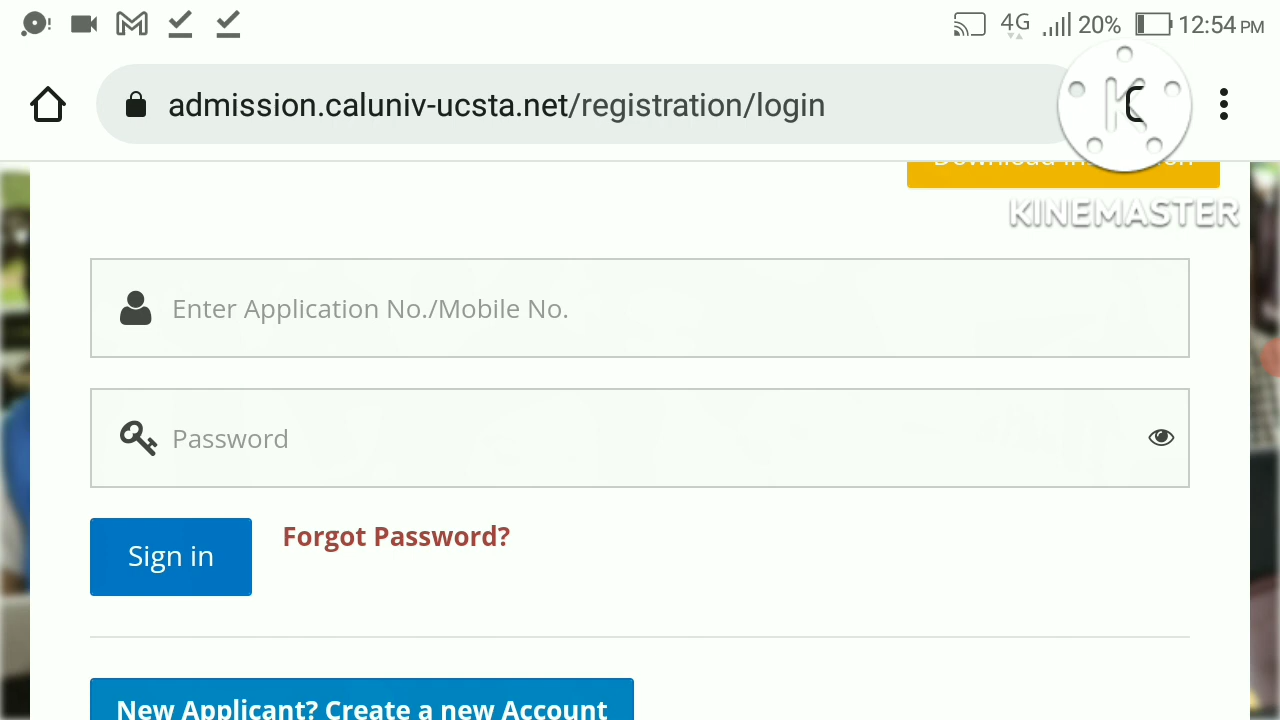 4G 20% 12:54 PM
admission.caluniv-ucsta.net/registration/login
KINEMASTER
Enter Application No./Mobile No.
Password
Sign in
Forgot Password?
New Applicant? Create a new Account